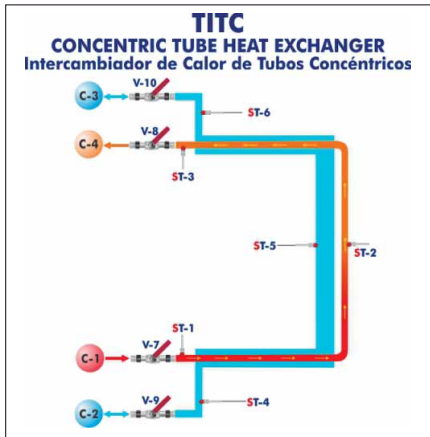 TITC
CONCENTRIC TUBE HEAT EXCHANGER
Intercambiador de Calor de Tubos Concéntricos
V-10
C-3
ST-6
V-8
C-4
ST-3
ST-5
ST-2
ST-1
V-7
C-1
V-9
ST-4
C-2